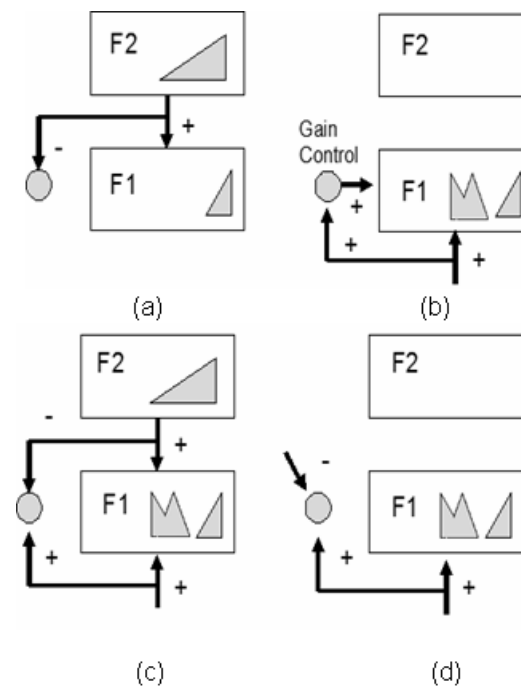 F2
+
-
F1
(a)
F2
Gain
Control
F1
+
+
+
(b)
F2
-
+
F1
+
+
(c)
F2
-
F1
+
+
(d)